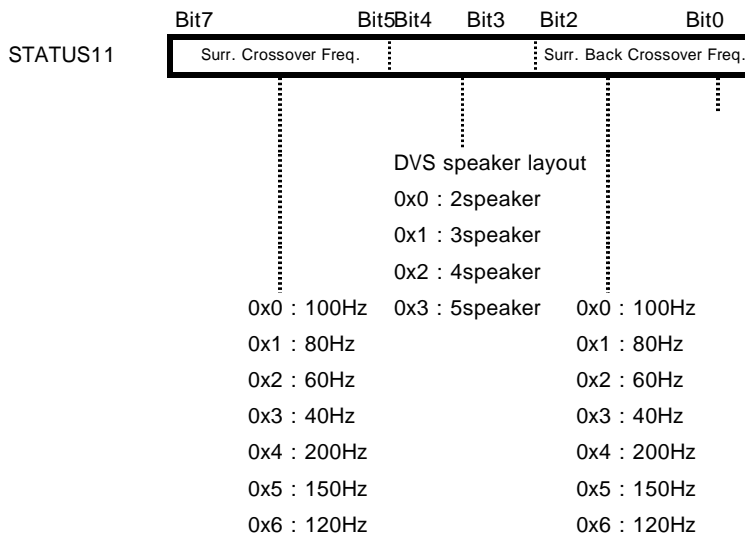 Bit7 Bit5Bit4 Bit3 Bit2 Bit0
STATUS11 Surr. Crossover Freq. Surr. Back Crossover Freq.
DVS speaker layout
0x0 : 2speaker
0x1 : 3speaker
0x2 : 4speaker
0x0 : 100Hz 0x3 : 5speaker 0x0 : 100Hz
0x1 : 80Hz 0x1 : 80Hz
0x2 : 60Hz 0x2 : 60Hz
0x3 : 40Hz 0x3 : 40Hz
0x4 : 200Hz 0x4 : 200Hz
0x5 : 150Hz 0x5 : 150Hz
0x6 : 120Hz 0x6 : 120Hz